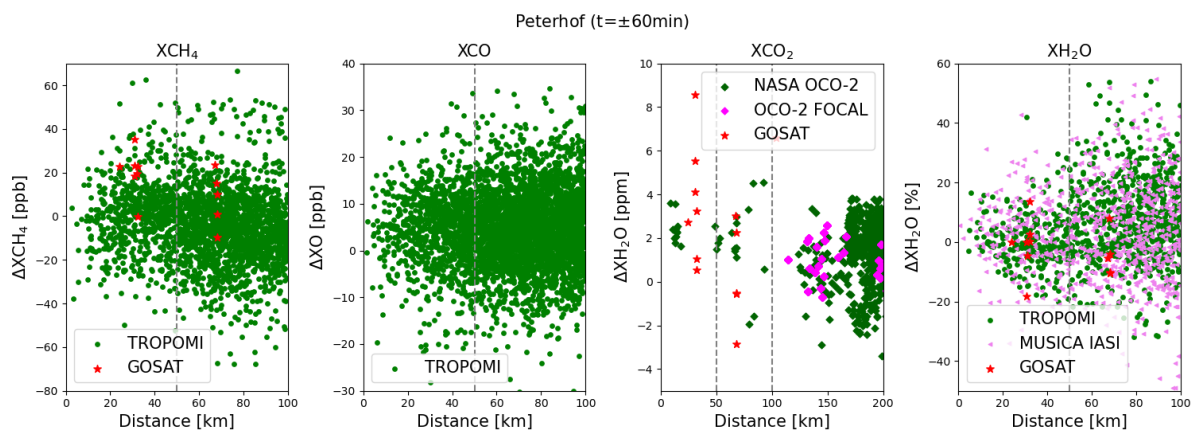 Peterhof (t=±60min)
XCH₄
ΔXCH₄ [ppb]
60
40
20
0
−20
−40
−60
−80
TROPOMI
GOSAT
0
20
40
60
80
100
Distance [km]
XCO
ΔXO [ppb]
40
30
20
10
0
−10
−20
−30
TROPOMI
0
20
40
60
80
100
Distance [km]
XCO₂
ΔXH₂O [ppm]
10
8
6
4
2
0
−2
−4
NASA OCO-2
OCO-2 FOCAL
GOSAT
0
50
100
150
200
Distance [km]
XH₂O
ΔXH₂O [%]
60
40
20
0
−20
−40
TROPOMI
MUSICA IASI
GOSAT
0
20
40
60
80
100
Distance [km]